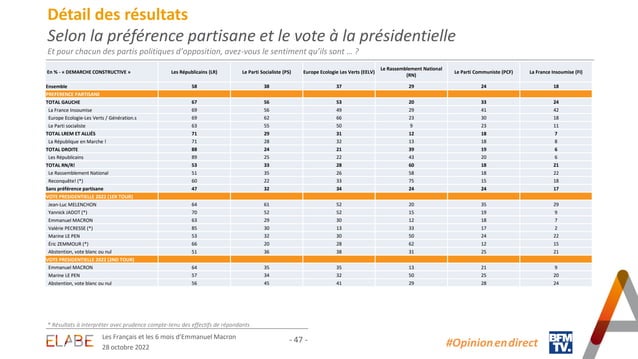 Détail des résultats
Selon la préférence partisane et le vote à la présidentielle
Et pour chacun des partis politiques d'opposition, avez-vous le sentiment qu'ils sont … ?
En % - « DEMARCHE CONSTRUCTIVE » Les Républicains (LR) Le Parti Socialiste (PS) Europe Ecologie Les Verts (EELV) Le Rassemblement National (RN) Le Parti Communiste (PCF) La France Insoumise (FI)
Ensemble 58 38 37 29 24 18
PREFERENCE PARTISANE
TOTAL GAUCHE 67 56 53 20 33 24
La France Insoumise 69 56 49 29 41 42
Europe Ecologie-Les Verts / Génération.s 69 62 66 23 30 18
Le Parti socialiste 63 55 50 9 23 11
TOTAL LREM ET ALLIÉS 71 29 31 12 18 7
La République en Marche ! 71 28 32 13 18 8
TOTAL DROITE 88 24 21 39 19 6
Les Républicains 89 25 22 43 20 6
TOTAL RN/R! 53 33 28 60 18 21
Le Rassemblement National 51 35 26 58 18 22
Reconquête! (*) 60 22 33 75 15 18
Sans préférence partisane 47 32 34 24 24 17
VOTE PRESIDENTIELLE 2022 (1ER TOUR)
Jean-Luc MELENCHON 64 61 52 20 35 29
Yannick JADOT (*) 70 52 52 15 19 9
Emmanuel MACRON 63 29 30 12 18 7
Valérie PECRESSE (*) 85 30 13 33 17 2
Marine LE PEN 53 32 30 50 24 22
Éric ZEMMOUR (*) 66 20 28 62 12 15
Abstention, vote blanc ou nul 51 36 38 31 25 21
VOTE PRESIDENTIELLE 2022 (2ND TOUR)
Emmanuel MACRON 64 35 35 13 21 9
Marine LE PEN 57 34 32 50 25 20
Abstention, vote blanc ou nul 56 45 41 29 28 24
* Résultats à interpréter avec prudence compte-tenu des effectifs de répondants
ELABE
Les Français et les 6 mois d'Emmanuel Macron
28 octobre 2022
- 47 -
#Opinionendirect
BFM
TV.